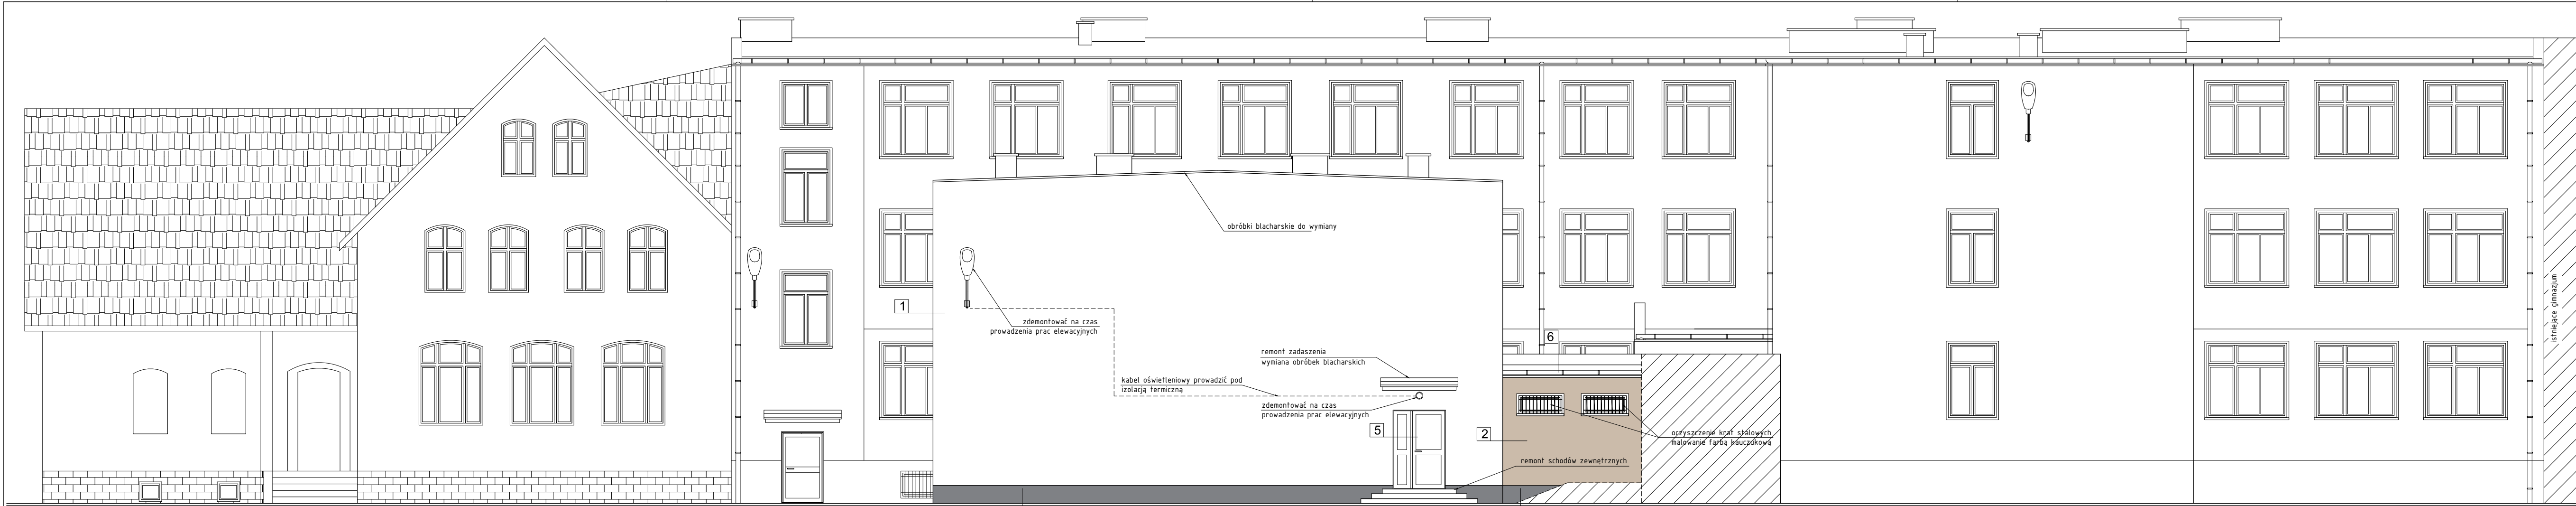 obróbki blacharskie do wymiany
1
zdemontować na czas
prowadzenia prac elewacyjnych
remont zadaszenia
wymiana obróbek blacharskich
kabel oświetleniowy prowadzić pod
izolacją termiczną
zdemontować na czas
prowadzenia prac elewacyjnych
5
2
6
oczyszczenie krat stalowych
malowanie farbą kauczukową
remont schodów zewnętrznych
istniejące gimnazjum